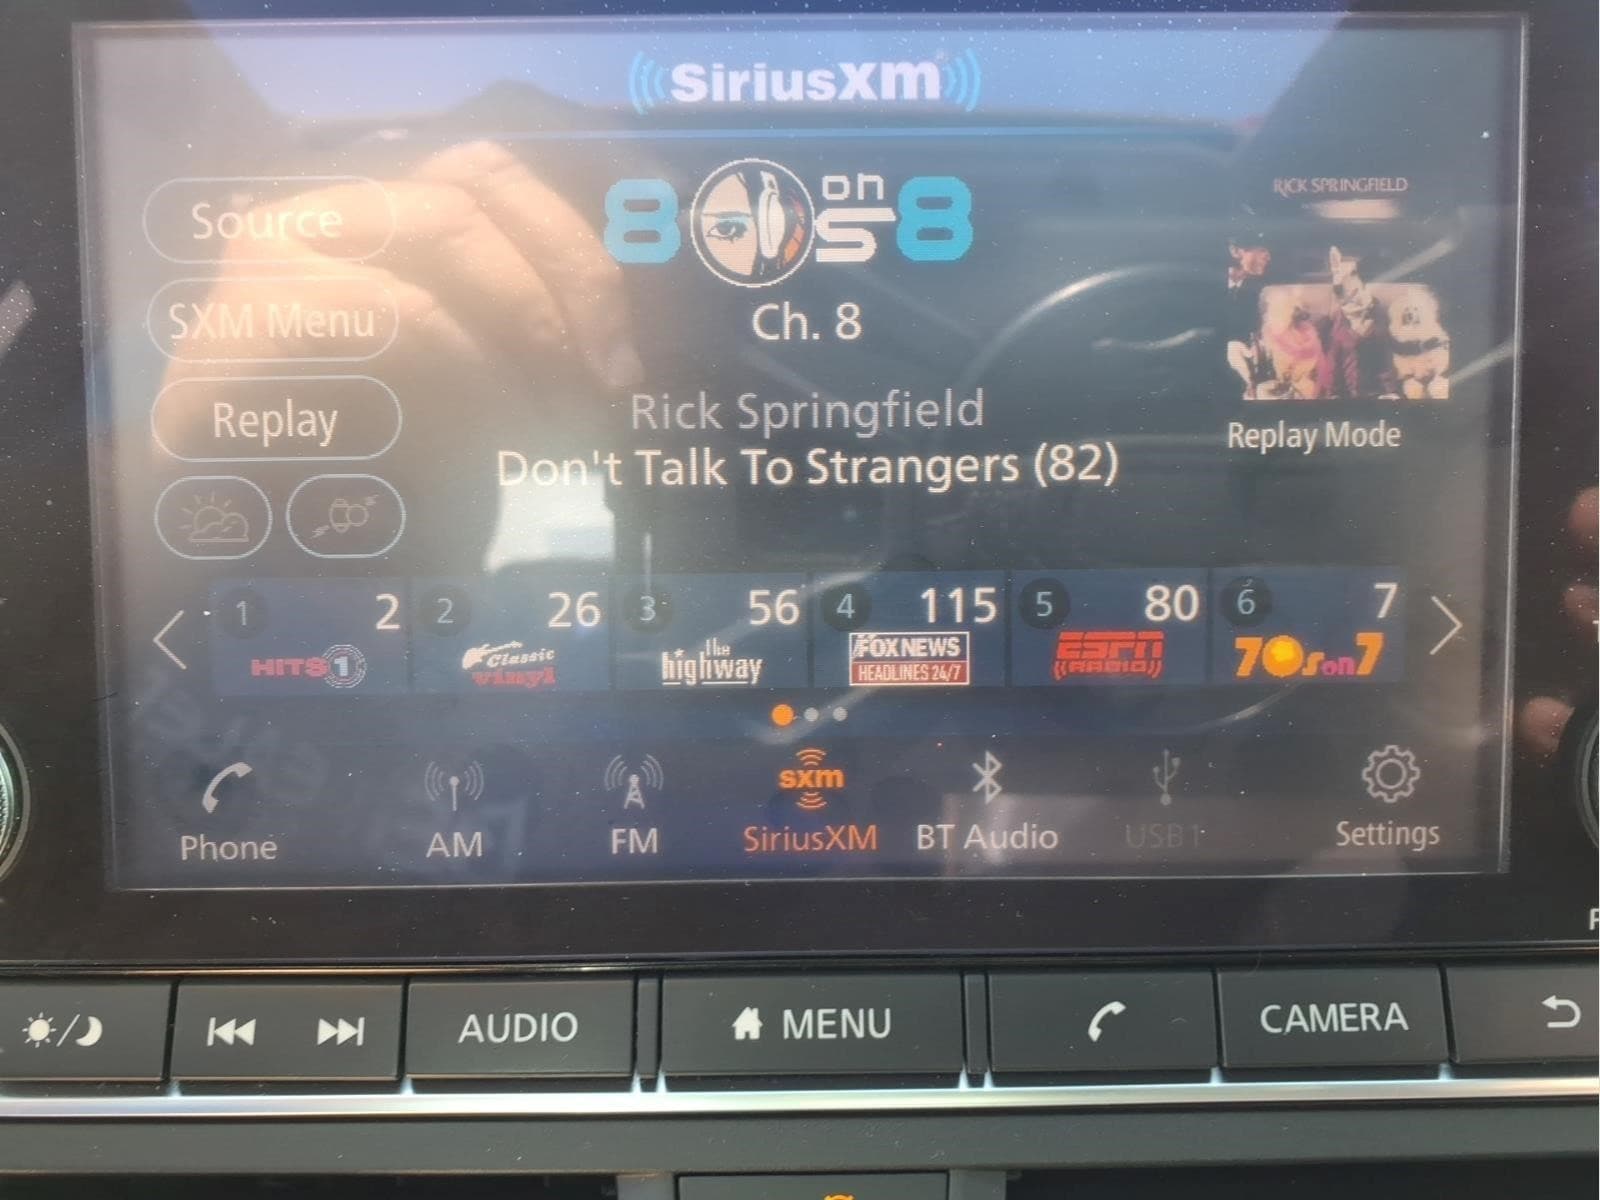 SiriusXM
80s on 8
Ch. 8
Rick Springfield
Don't Talk To Strangers (82)
Source
SXM Menu
Replay
RICK SPRINGFIELD
Replay Mode
1 2
HITS 1
2 26
Classic Vinyl
3 56
the highway
4 115
FOX NEWS
HEADLINES 24/7
5 80
ESPN
RADIO
6 7
70s on 7
Phone
AM
FM
sxm
SiriusXM
BT Audio
USB1
Settings
AUDIO
MENU
CAMERA